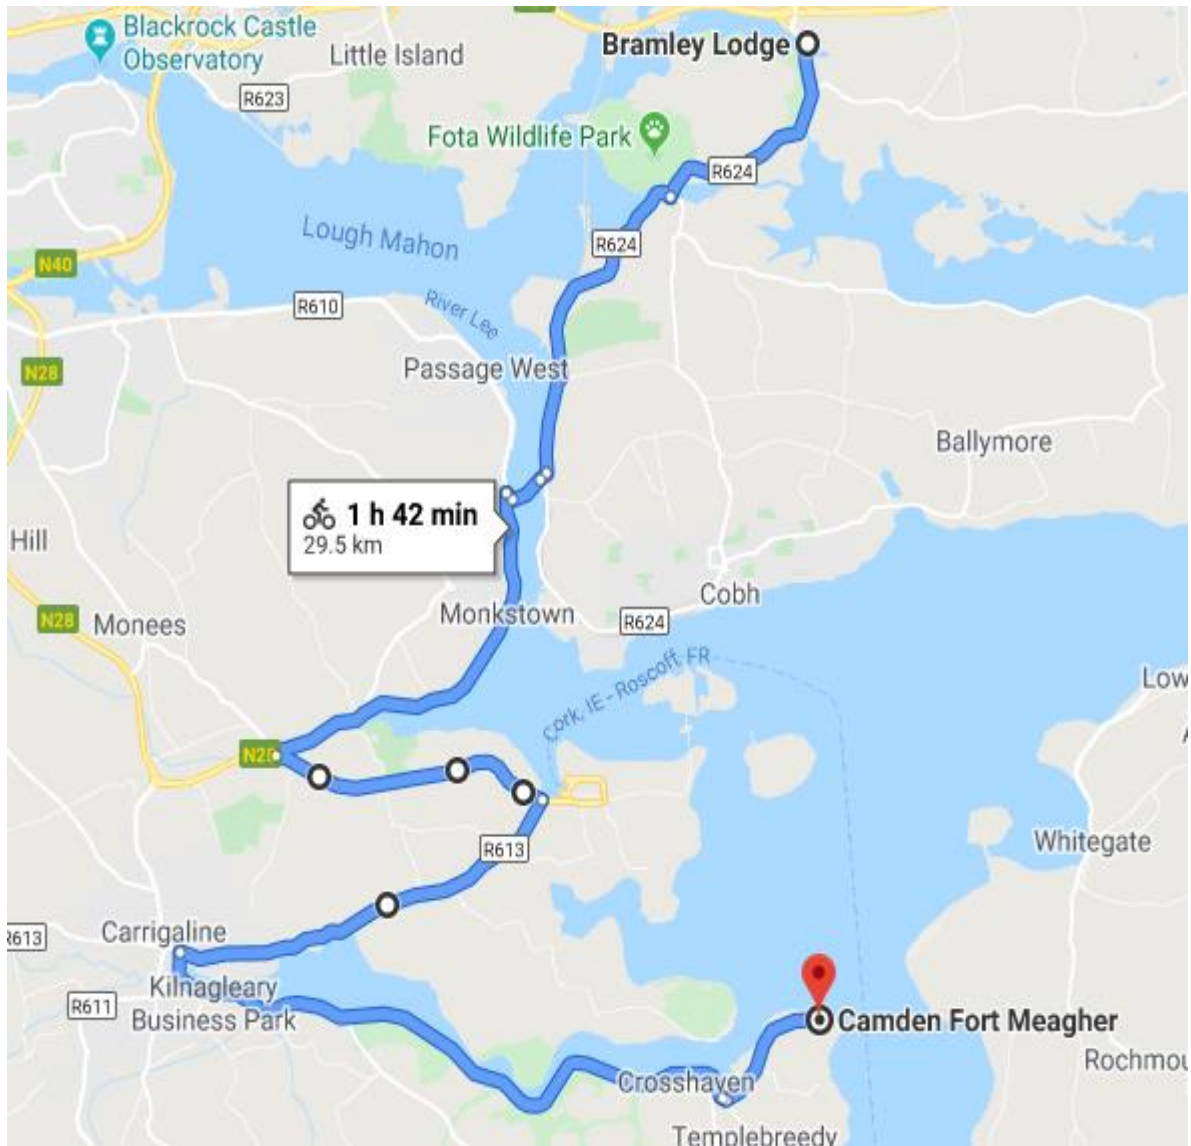 Blackrock Castle
Observatory
Little Island
Bramley Lodge
R623
Fota Wildlife Park
R624
Lough Mahon
R624
N40
River Lee
R610
N28
Passage West
Ballymore
1 h 42 min
29.5 km
Hill
Cobh
N28
Monees
Monkstown
R624
Cork, IE - Roscoff, FR
Low
N28
Whitegate
R613
R613
Carrigaline
Kilnagleary
Business Park
R611
Camden Fort Meagher
Rochmou
Crosshaven
Templebreedy